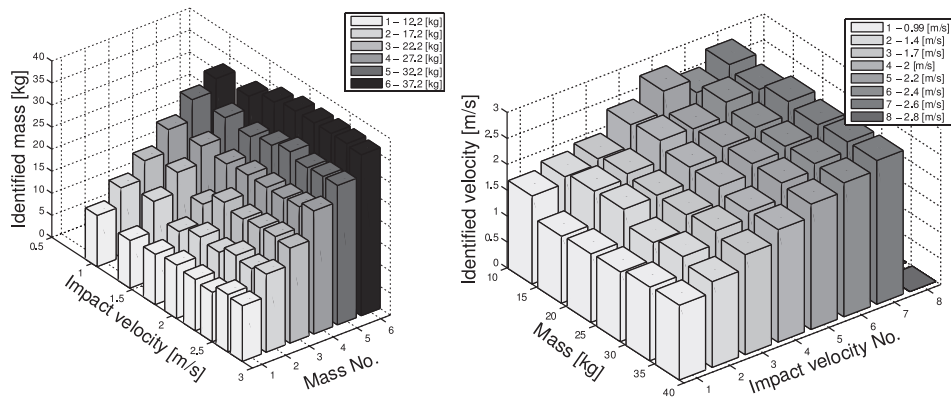 1 – 12.2 [kg]
2 – 17.2 [kg]
3 – 22.2 [kg]
4 – 27.2 [kg]
5 – 32.2 [kg]
6 – 37.2 [kg]
Identified mass [kg]
40
35
30
25
20
15
10
5
0
0.5
1
1.5
2
2.5
3
Impact velocity [m/s]
1
2
3
4
5
6
Mass No.
1 – 0.99 [m/s]
2 – 1.4 [m/s]
3 – 1.7 [m/s]
4 – 2 [m/s]
5 – 2.2 [m/s]
6 – 2.4 [m/s]
7 – 2.6 [m/s]
8 – 2.8 [m/s]
Identified velocity [m/s]
3
2.5
2
1.5
1
0.5
0
10
15
20
25
30
35
40
Mass [kg]
1
2
3
4
5
6
7
8
Impact velocity No.